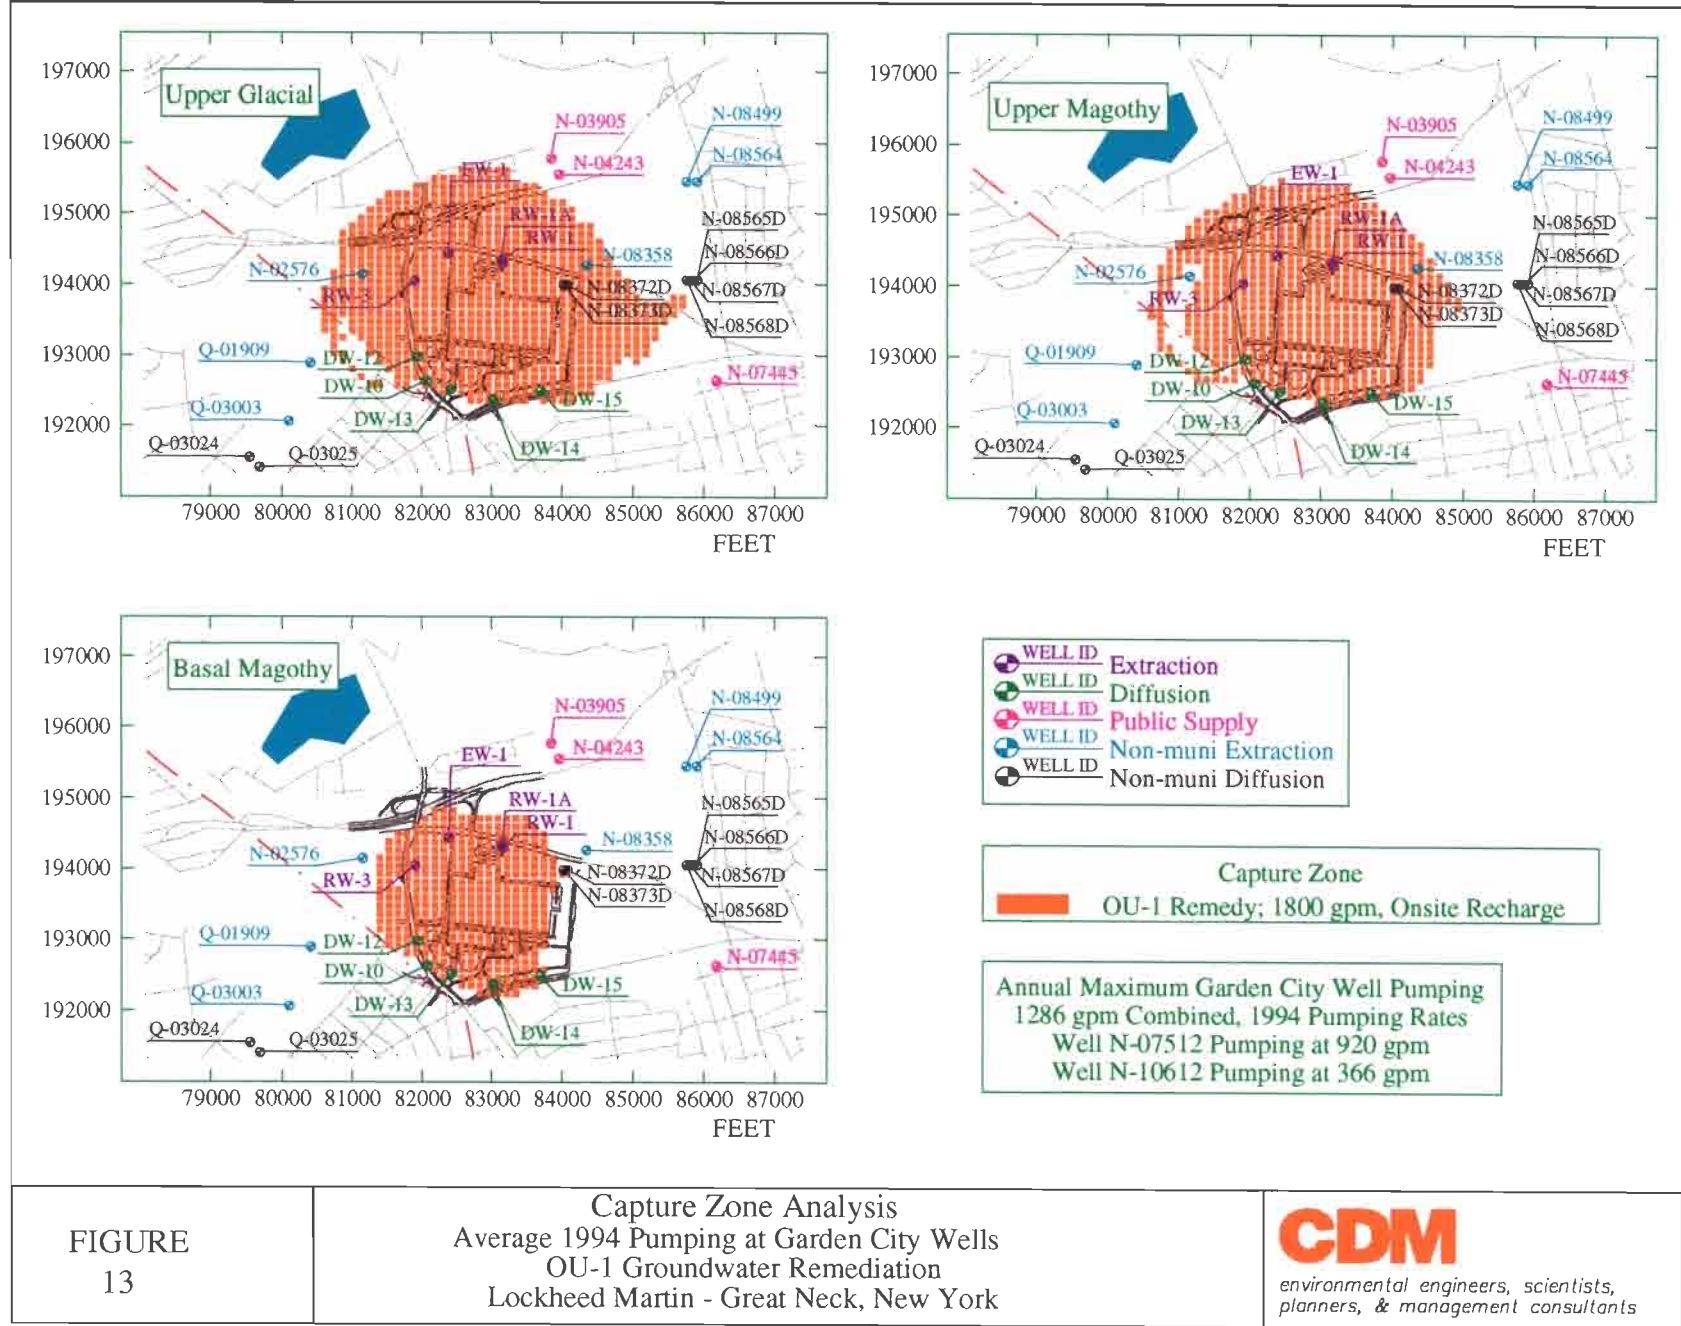 Upper Glacial
197000
196000
195000
194000
193000
192000
N-03905
N-04243
N-08499
N-08564
EW-1
RW-1A
RW-1
N-08358
N-08565D
N-08566D
N-08567D
N-08568D
N-02576
RW-3
N-08372D
N-08373D
Q-01909
DW-12
DW-10
DW-13
DW-15
DW-14
N-07445
Q-03003
Q-03024
Q-03025
79000 80000 81000 82000 83000 84000 85000 86000 87000
FEET
Upper Magothy
197000
196000
195000
194000
193000
192000
N-03905
N-04243
N-08499
N-08564
EW-1
RW-1A
RW-1
N-08358
N-08565D
N-08566D
N-08567D
N-08568D
N-02576
RW-3
N-08372D
N-08373D
Q-01909
DW-12
DW-10
DW-13
DW-15
DW-14
N-07445
Q-03003
Q-03024
Q-03025
79000 80000 81000 82000 83000 84000 85000 86000 87000
FEET
Basal Magothy
197000
196000
195000
194000
193000
192000
N-03905
N-04243
N-08499
N-08564
EW-1
RW-1A
RW-1
N-08358
N-08565D
N-08566D
N-08567D
N-08568D
N-02576
RW-3
N-08372D
N-08373D
Q-01909
DW-12
DW-10
DW-13
DW-15
DW-14
N-07445
Q-03003
Q-03024
Q-03025
79000 80000 81000 82000 83000 84000 85000 86000 87000
FEET
WELL ID Extraction
WELL ID Diffusion
WELL ID Public Supply
WELL ID Non-muni Extraction
WELL ID Non-muni Diffusion
Capture Zone
OU-1 Remedy; 1800 gpm, Onsite Recharge
Annual Maximum Garden City Well Pumping
1286 gpm Combined, 1994 Pumping Rates
Well N-07512 Pumping at 920 gpm
Well N-10612 Pumping at 366 gpm
FIGURE
13
Capture Zone Analysis
Average 1994 Pumping at Garden City Wells
OU-1 Groundwater Remediation
Lockheed Martin - Great Neck, New York
CDM
environmental engineers, scientists,
planners, & management consultants